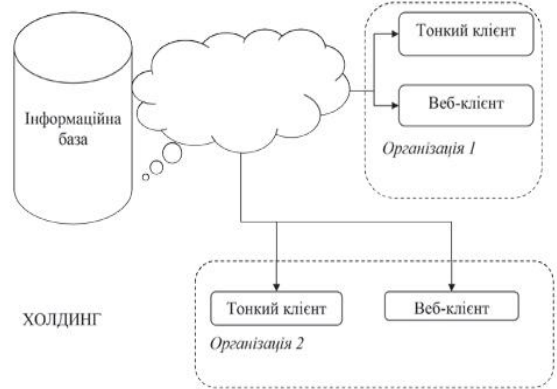 Тонкий клієнт
Веб-клієнт
Організація 1
Інформаційна
база
Тонкий клієнт
Веб-клієнт
Організація 2
ХОЛДИНГ